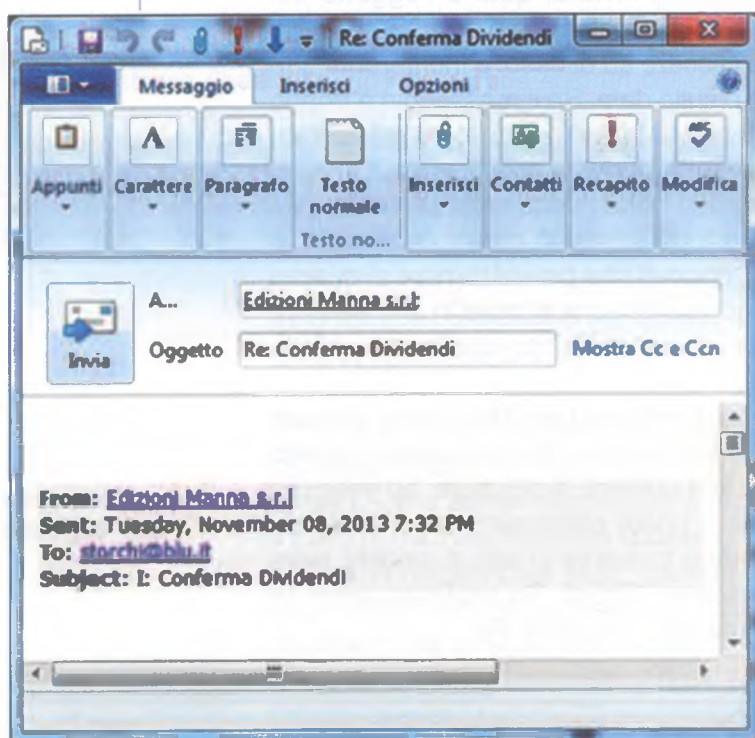 Re: Conferma Dividendi
Messaggio Inserisci Opzioni
Appunti Carattere Paragrafo Testo normale Inserisci Contatti Recapito Modifica
Testo no...
A... Edizioni Manna s.r.l;
Invia Oggetto Re: Conferma Dividendi Mostra Cc e Ccn
From: Edizioni Manna s.r.l
Sent: Tuesday, November 08, 2013 7:32 PM
To: storchi@blu.it
Subject: I: Conferma Dividendi